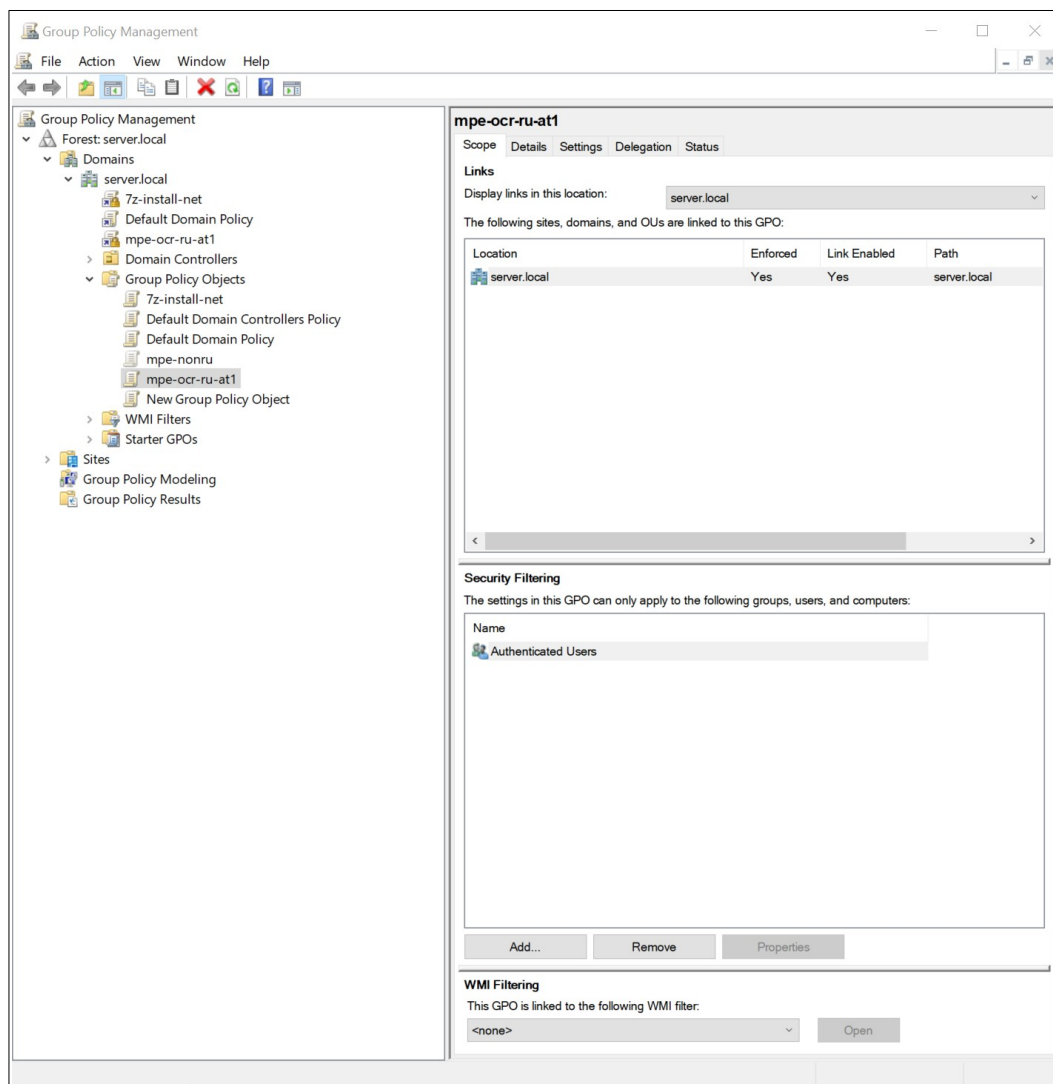 Group Policy Management
File Action View Window Help
Group Policy Management
Forest: server.local
Domains
server.local
7z-install-net
Default Domain Policy
mpe-ocr-ru-at1
Domain Controllers
Group Policy Objects
7z-install-net
Default Domain Controllers Policy
Default Domain Policy
mpe-nonru
mpe-ocr-ru-at1
New Group Policy Object
WMI Filters
Starter GPOs
Sites
Group Policy Modeling
Group Policy Results
mpe-ocr-ru-at1
Scope Details Settings Delegation Status
Links
Display links in this location: server.local
The following sites, domains, and OUs are linked to this GPO:
Location Enforced Link Enabled Path
server.local Yes Yes server.local
Security Filtering
The settings in this GPO can only apply to the following groups, users, and computers:
Name
Authenticated Users
Add... Remove Properties
WMI Filtering
This GPO is linked to the following WMI filter:
<none> Open